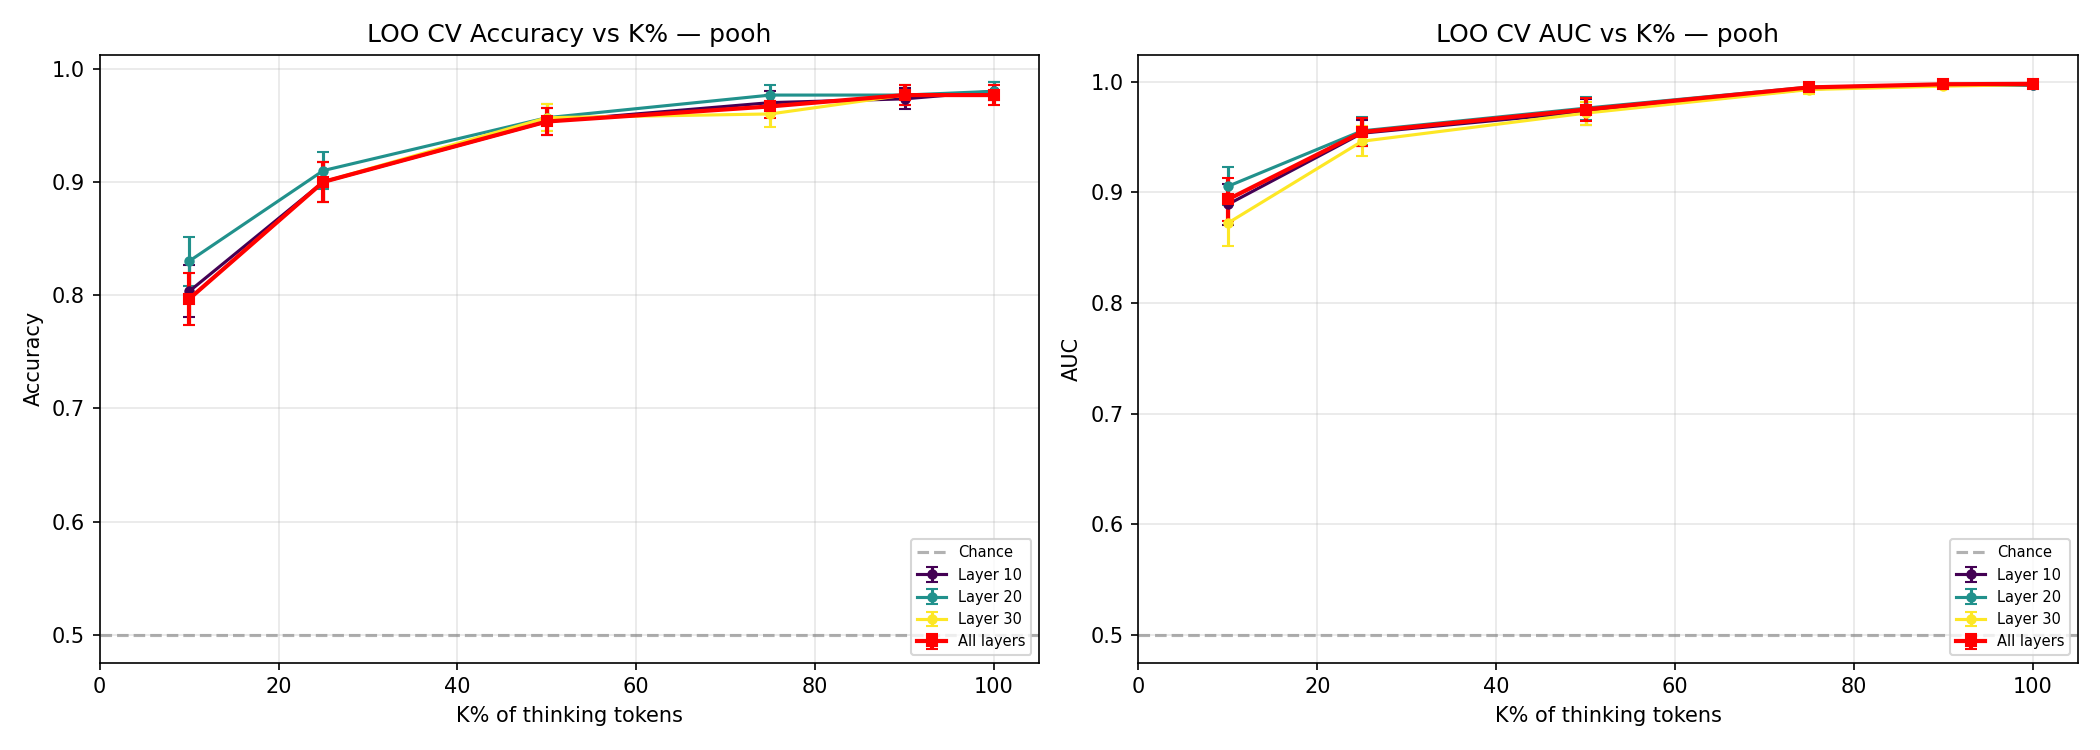 LOO CV Accuracy vs K% — pooh
Accuracy
1.0
0.9
0.8
0.7
0.6
0.5
0
20
40
60
80
100
K% of thinking tokens
Chance
Layer 10
Layer 20
Layer 30
All layers
LOO CV AUC vs K% — pooh
AUC
1.0
0.9
0.8
0.7
0.6
0.5
0
20
40
60
80
100
K% of thinking tokens
Chance
Layer 10
Layer 20
Layer 30
All layers